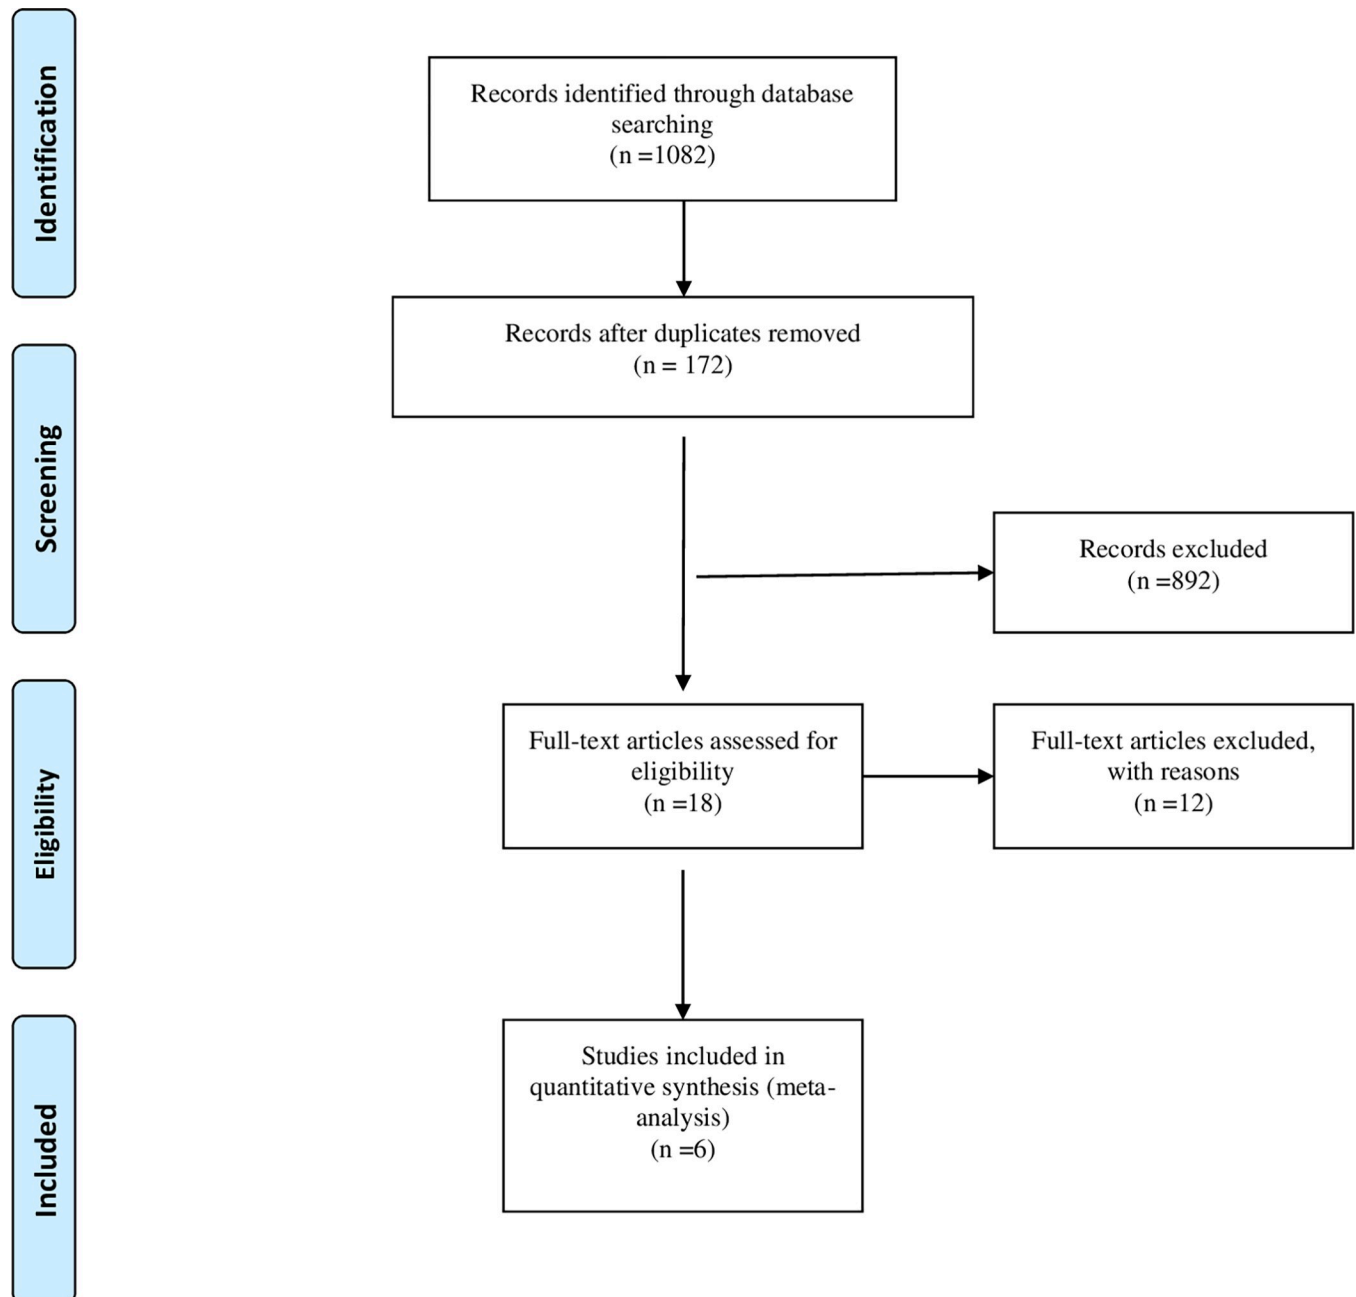 Identification
Records identified through database
searching
(n =1082)
Records after duplicates removed
(n = 172)
Screening
Records excluded
(n =892)
Eligibility
Full-text articles assessed for
eligibility
(n =18)
Full-text articles excluded,
with reasons
(n =12)
Included
Studies included in
quantitative synthesis (meta-
analysis)
(n =6)